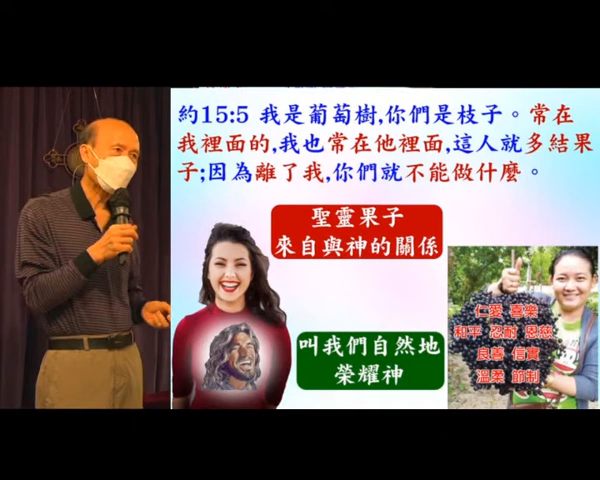 約15:5 我是葡萄樹,你們是枝子。常在
我裡面的,我也常在他裡面,這人就多結果
子;因為離了我,你們就不能做什麼。
聖靈果子
來自與神的關係
叫我們自然地
榮耀神
仁愛 喜樂
和平 忍耐 恩慈
良善 信實
溫柔 節制